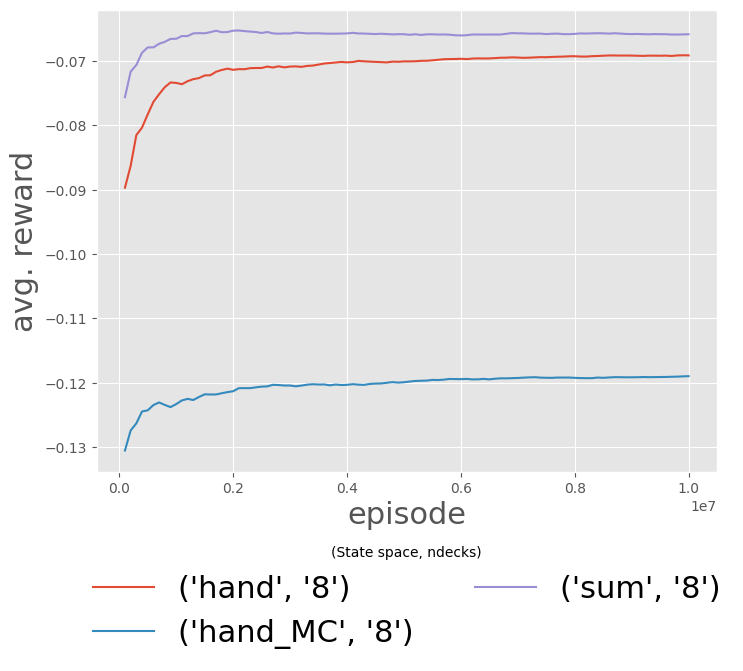 −0.07
−0.08
−0.09
−0.10
−0.11
−0.12
−0.13
avg. reward
0.0 0.2 0.4 0.6 0.8 1.0
1e7
episode
(State space, ndecks)
('hand', '8') ('sum', '8')
('hand_MC', '8')